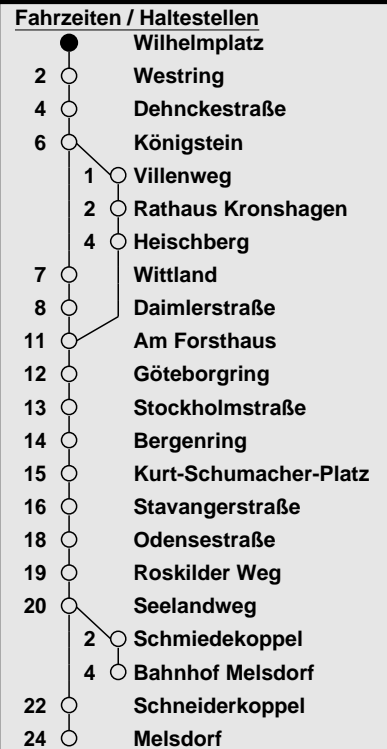 Fahrzeiten / Haltestellen
Wilhelmplatz
2 Westring
4 Dehnckestraße
6 Königstein
1 Villenweg
2 Rathaus Kronshagen
4 Heischberg
7 Wittland
8 Daimlerstraße
11 Am Forsthaus
12 Göteborgring
13 Stockholmstraße
14 Bergenring
15 Kurt-Schumacher-Platz
16 Stavangerstraße
18 Odensestraße
19 Roskilder Weg
20 Seelandweg
2 Schmiedekoppel
4 Bahnhof Melsdorf
22 Schneiderkoppel
24 Melsdorf